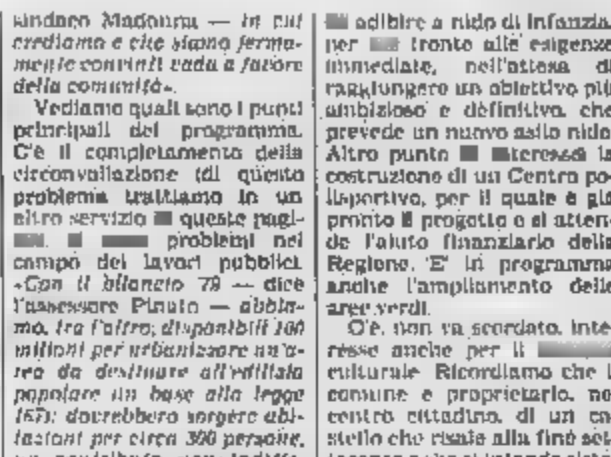 sindaco Madonna — in cui
crediamo e che siamo ferma-
mente convinti vada a favore
della comunità».
Vediamo quali sono i punti
principali del programma.
C'è il completamento della
circonvallazione (di questo
problema trattiamo in un
altro servizio queste pagi-
problemi nel
campo dei lavori pubblici.
«Con il bilancio '79 — dice
l'assessore Pinuto — abbia-
mo, tra l'altro, disponibili 100
milioni per urbanizzare un'a-
rea da destinare all'edilizia
popolare in base alla legge
167: dovrebbero sorgere abi-
tazioni per circa 300 persone,
adibire a nido di infanzia
per fronte alle esigenze
immediate, nell'attesa di
raggiungere un obiettivo più
ambizioso e definitivo, che
prevede un nuovo asilo nido.
Altro punto interessa la
costruzione di un Centro po-
lisportivo, per il quale è già
pronto il progetto e si atten-
de l'aiuto finanziario della
Regione. E' in programma
anche l'ampliamento delle
aree verdi.
C'è, non va scordato, inte-
resse anche per il
culturale. Ricordiamo che il
comune è proprietario, nel
centro cittadino, di un ca-
stello che risale alla fine sei-